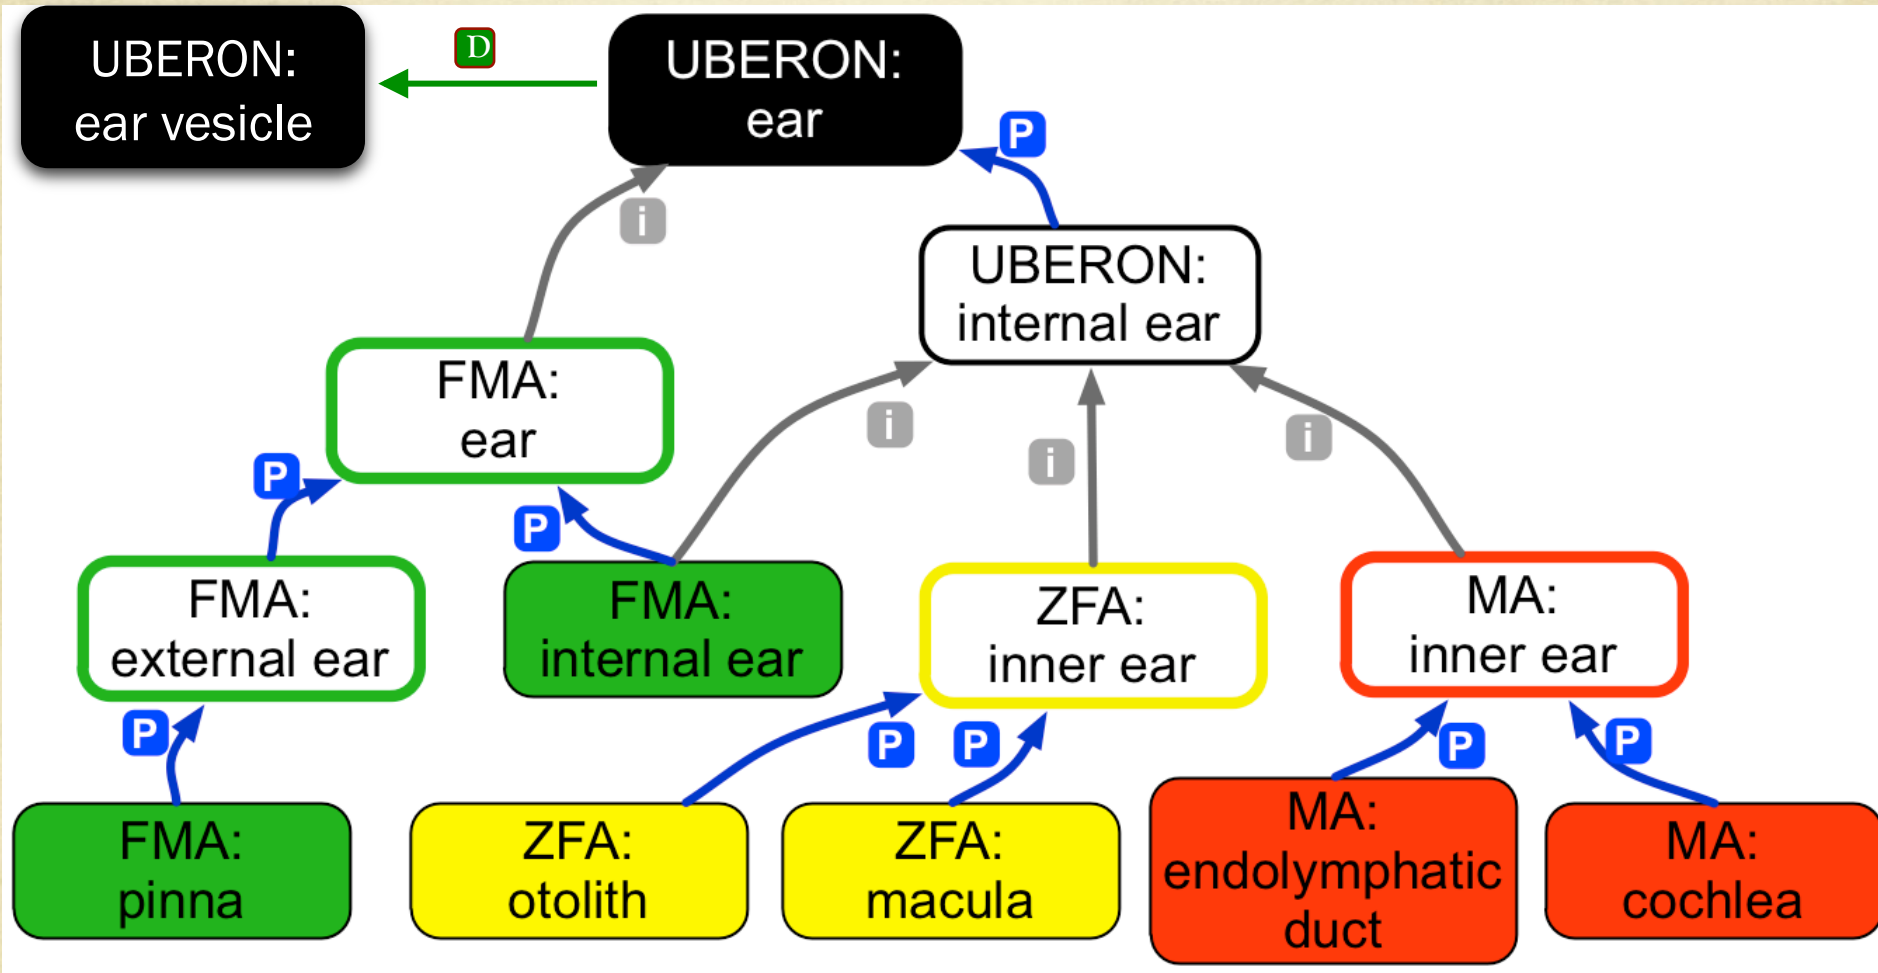 UBERON:
ear vesicle
D
UBERON:
ear
P
i
UBERON:
internal ear
FMA:
ear
i
i
i
P
P
FMA:
external ear
FMA:
internal ear
ZFA:
inner ear
MA:
inner ear
P
P
P
P
P
FMA:
pinna
ZFA:
otolith
ZFA:
macula
MA:
endolymphatic
duct
MA:
cochlea